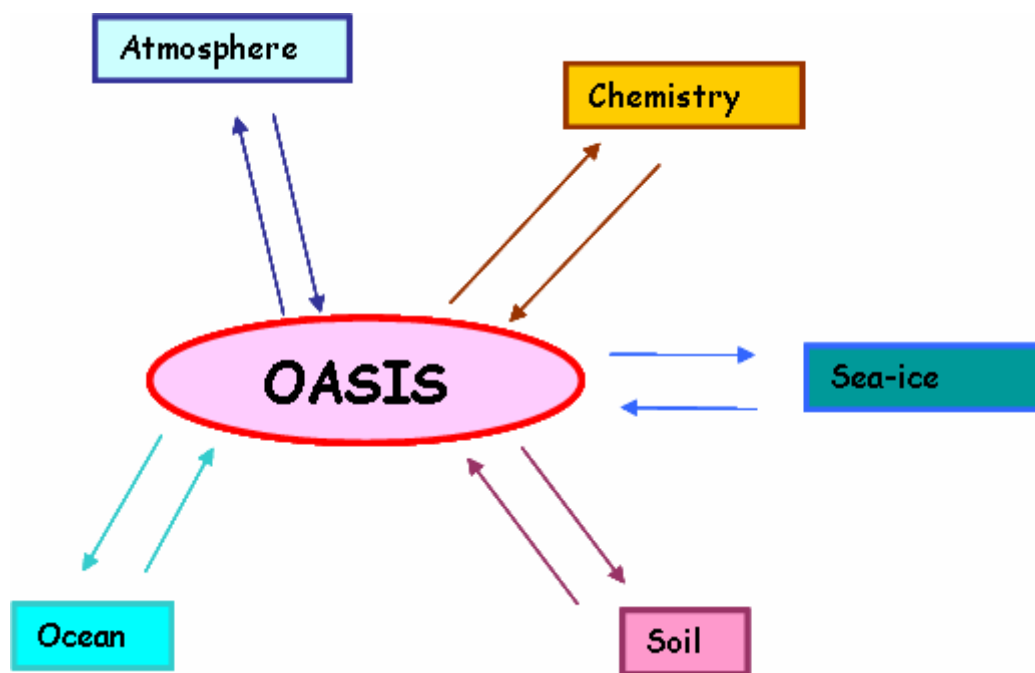 Atmosphere
Chemistry
OASIS
Sea-ice
Ocean
Soil